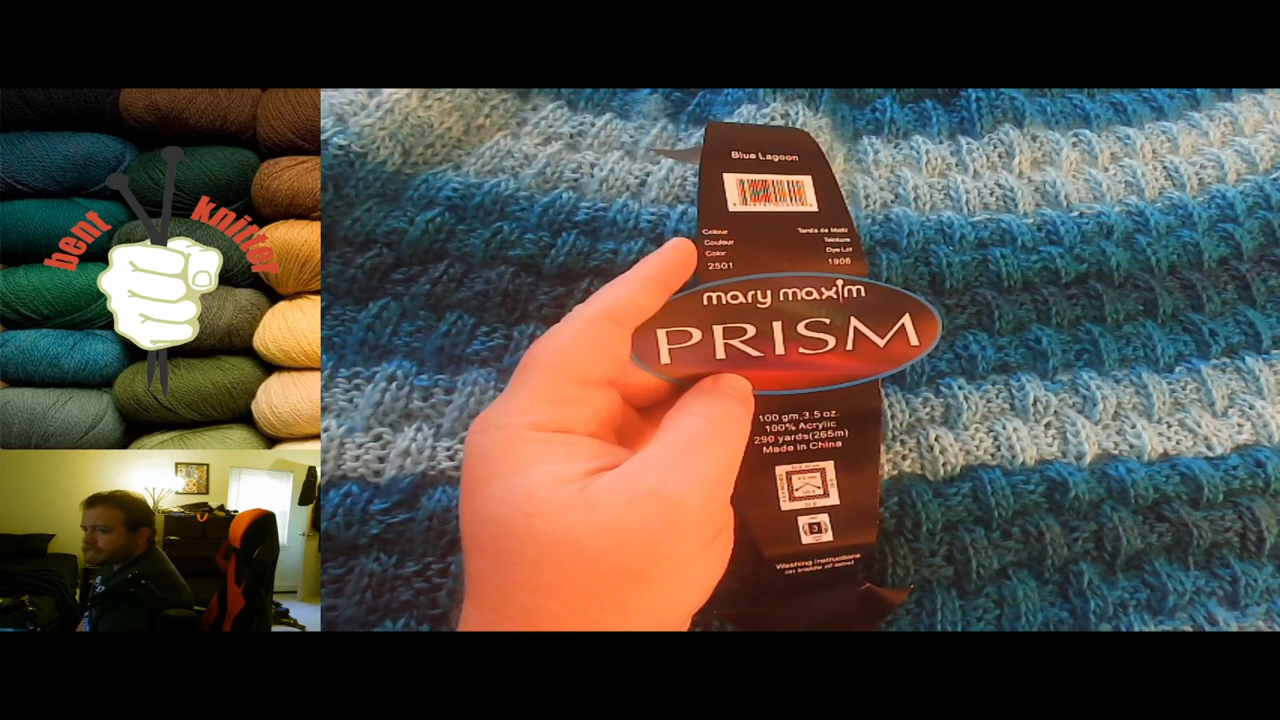 bent knitter
Blue Lagoon
Colour
Couleur
Color
2501
Tanda de Matiz
Teinture
Dye Lot
1906
mary maxim
PRISM
100 gm,3.5 oz.
100% Acrylic
290 yards(265m)
Made in China
Washing instructions
on inside of label